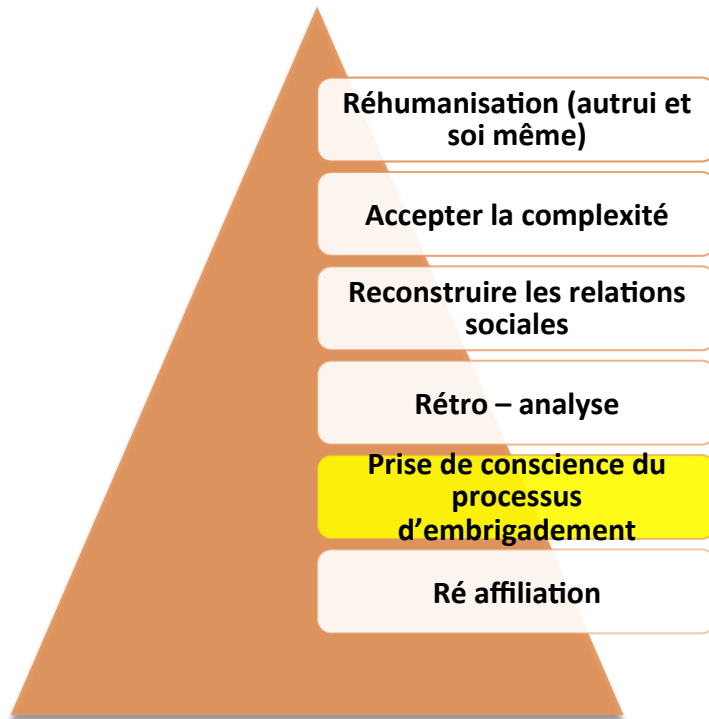 Réhumanisation (autrui et
soi même)
Accepter la complexité
Reconstruire les relations
sociales
Rétro – analyse
Prise de conscience du
processus
d’embrigadement
Ré affiliation